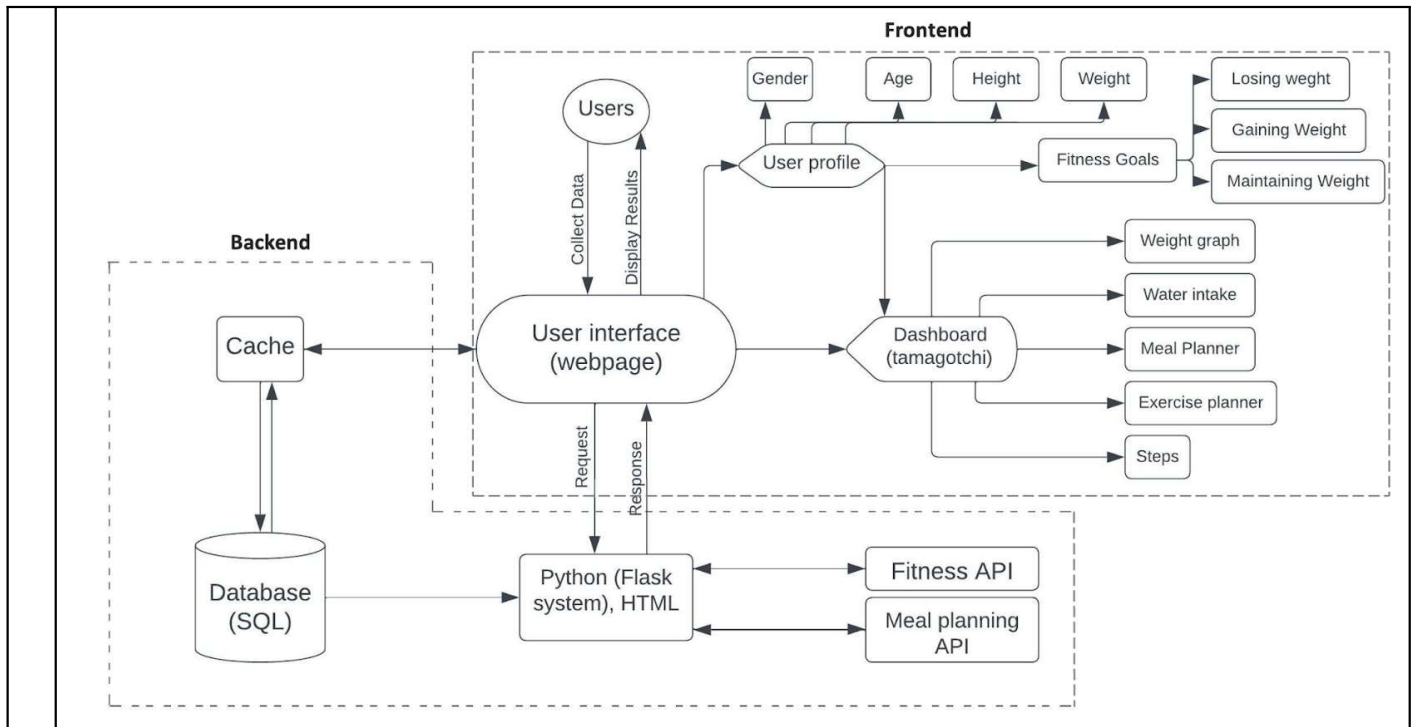 Frontend
Gender
Age
Height
Weight
Losing weght
Users
Gaining Weight
User profile
Fitness Goals
Maintaining Weight
Collect Data
Display Results
Backend
Weight graph
Water intake
Cache
User interface
(webpage)
Dashboard
(tamagotchi)
Meal Planner
Exercise planner
Request
Response
Steps
Database
(SQL)
Python (Flask
system), HTML
Fitness API
Meal planning
API